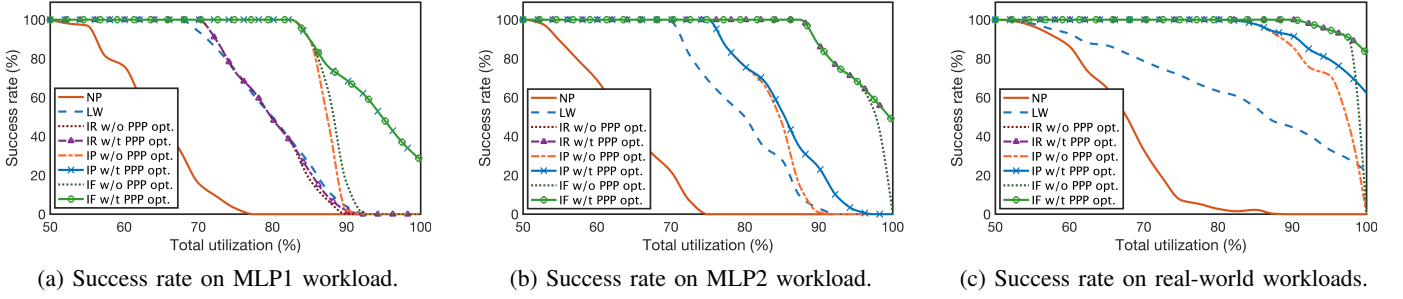 100
80
60
40
20
0
Success rate (%)
NP
LW
IR w/o PPP opt.
IR w/t PPP opt.
IP w/o PPP opt.
IP w/t PPP opt.
IF w/o PPP opt.
IF w/t PPP opt.
50 60 70 80 90 100
Total utilization (%)
(a) Success rate on MLP1 workload.
100
80
60
40
20
0
Success rate (%)
NP
LW
IR w/o PPP opt.
IR w/t PPP opt.
IP w/o PPP opt.
IP w/t PPP opt.
IF w/o PPP opt.
IF w/t PPP opt.
50 60 70 80 90 100
Total utilization (%)
(b) Success rate on MLP2 workload.
100
80
60
40
20
0
Success rate (%)
NP
LW
IR w/o PPP opt.
IR w/t PPP opt.
IP w/o PPP opt.
IP w/t PPP opt.
IF w/o PPP opt.
IF w/t PPP opt.
50 60 70 80 90
Total utilization (%)
(c) Success rate on real-world workloads.